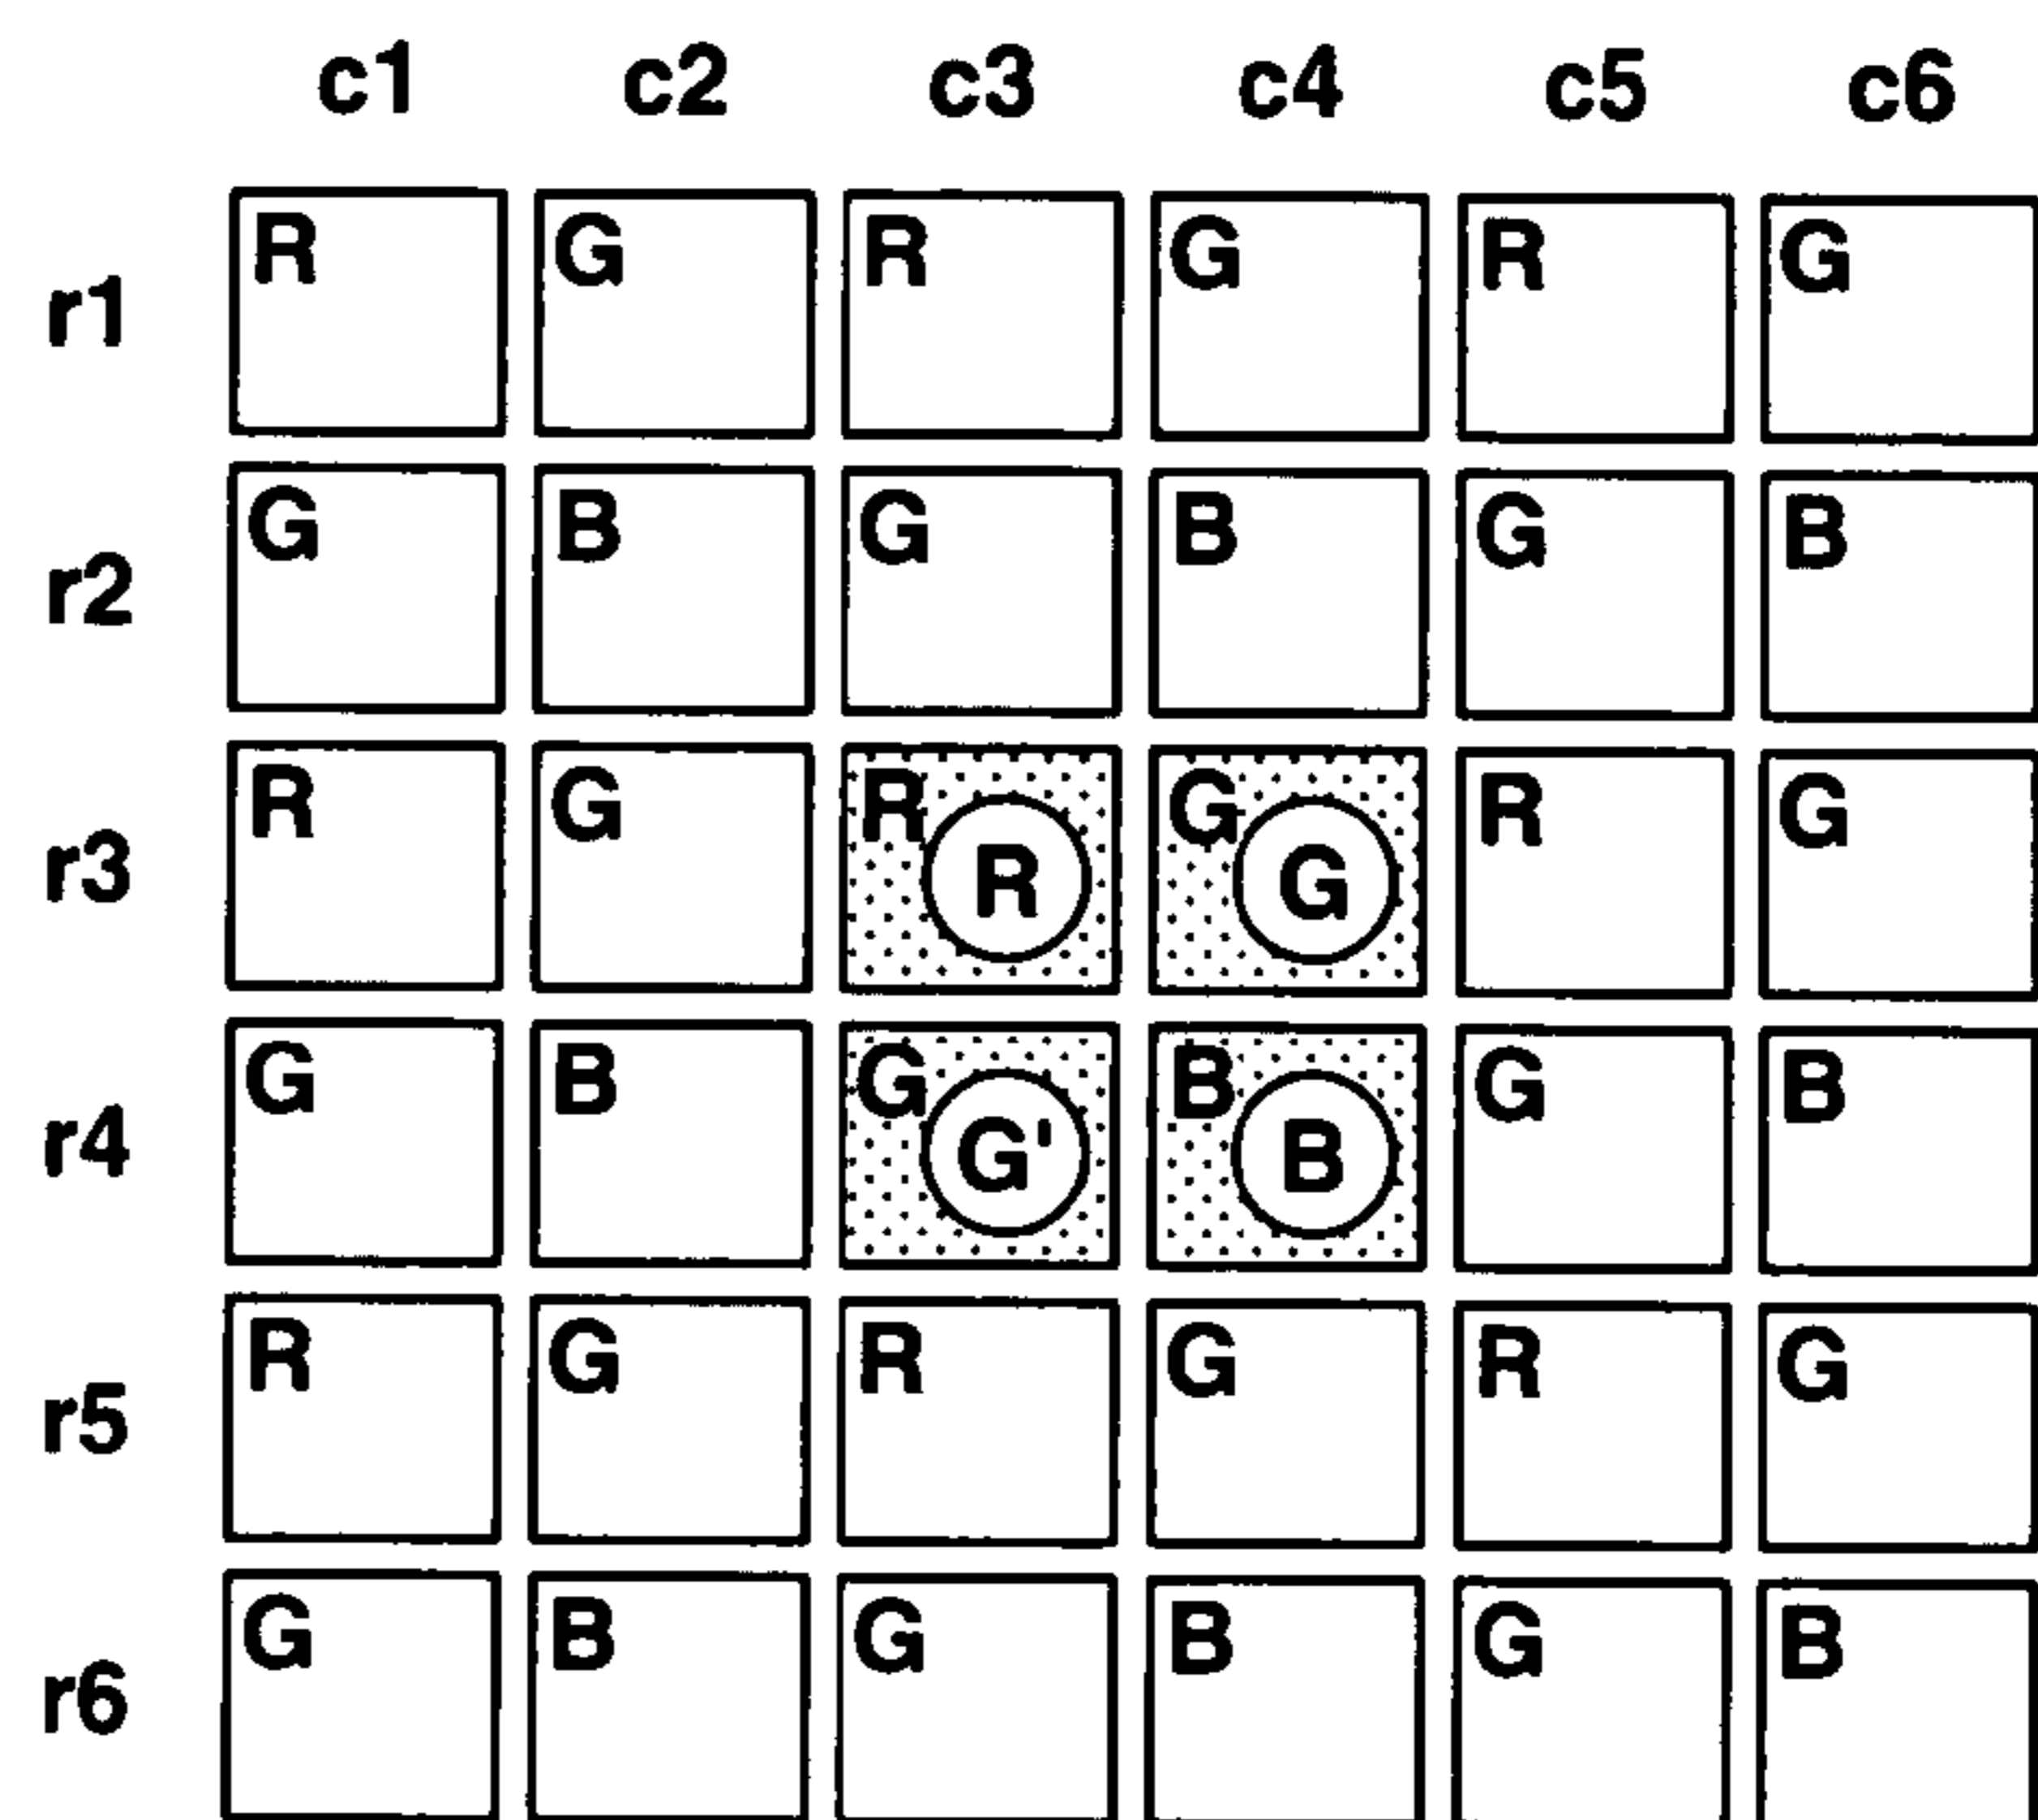 c1 c2 c3 c4 c5 c6
r1 R G R G R G
r2 G B G B G B
r3 R G R R G G R G
r4 G B G G' B B G B
r5 R G R G R G
r6 G B G B G B